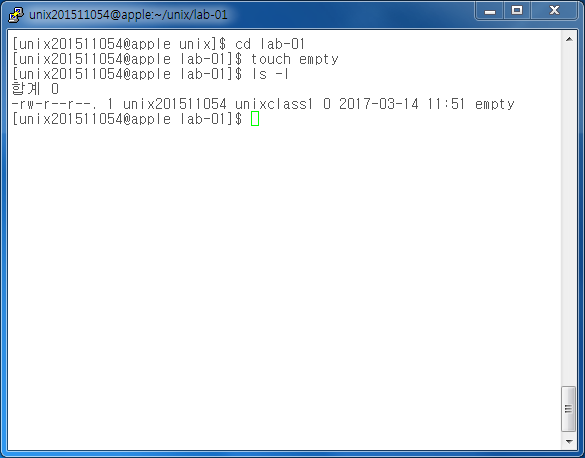 unix201511054@apple:~/unix/lab-01
[unix201511054@apple unix]$ cd lab-01
[unix201511054@apple lab-01]$ touch empty
[unix201511054@apple lab-01]$ ls -l
합계 0
-rw-r--r--. 1 unix201511054 unixclass1 0 2017-03-14 11:51 empty
[unix201511054@apple lab-01]$